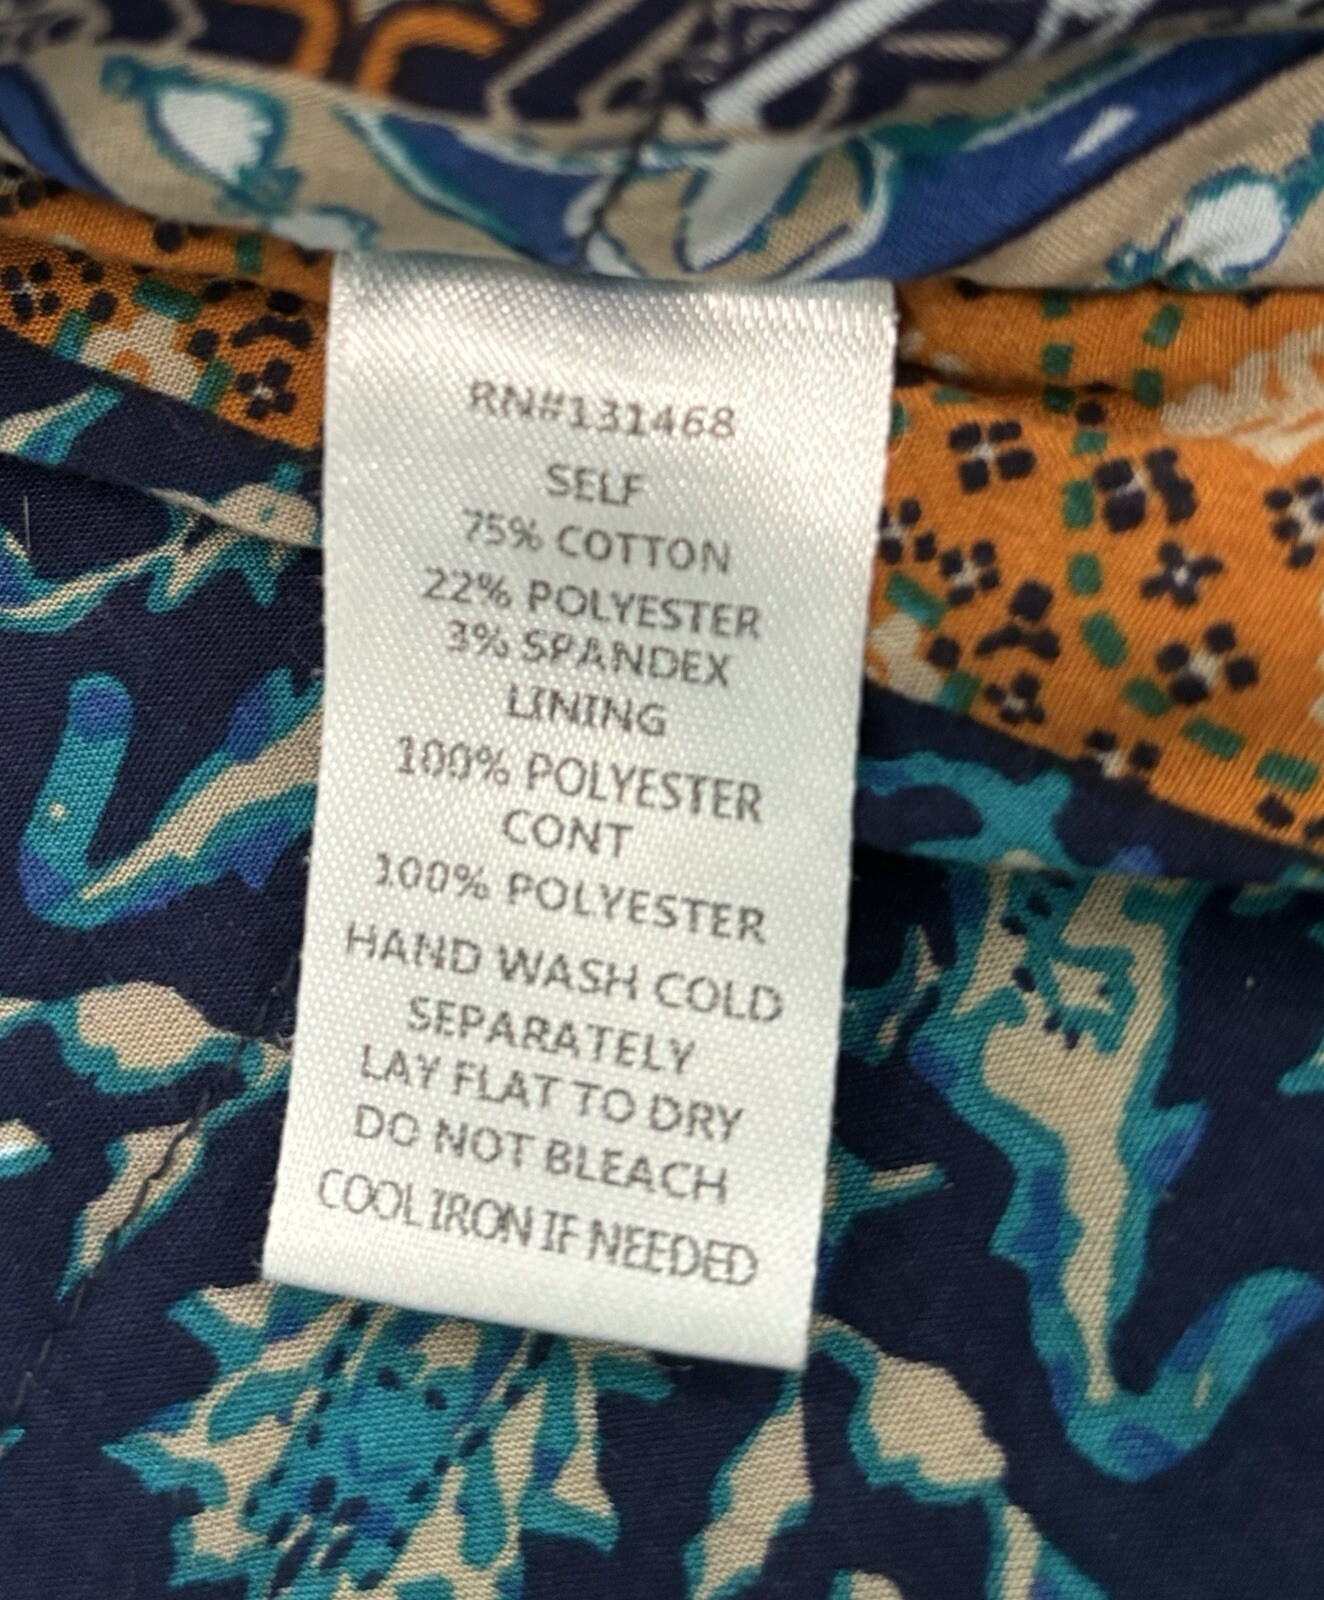 RN#131468
SELF
75% COTTON
22% POLYESTER
3% SPANDEX
LINING
100% POLYESTER
CONT
100% POLYESTER
HAND WASH COLD
SEPARATELY
LAY FLAT TO DRY
DO NOT BLEACH
COOL IRON IF NEEDED